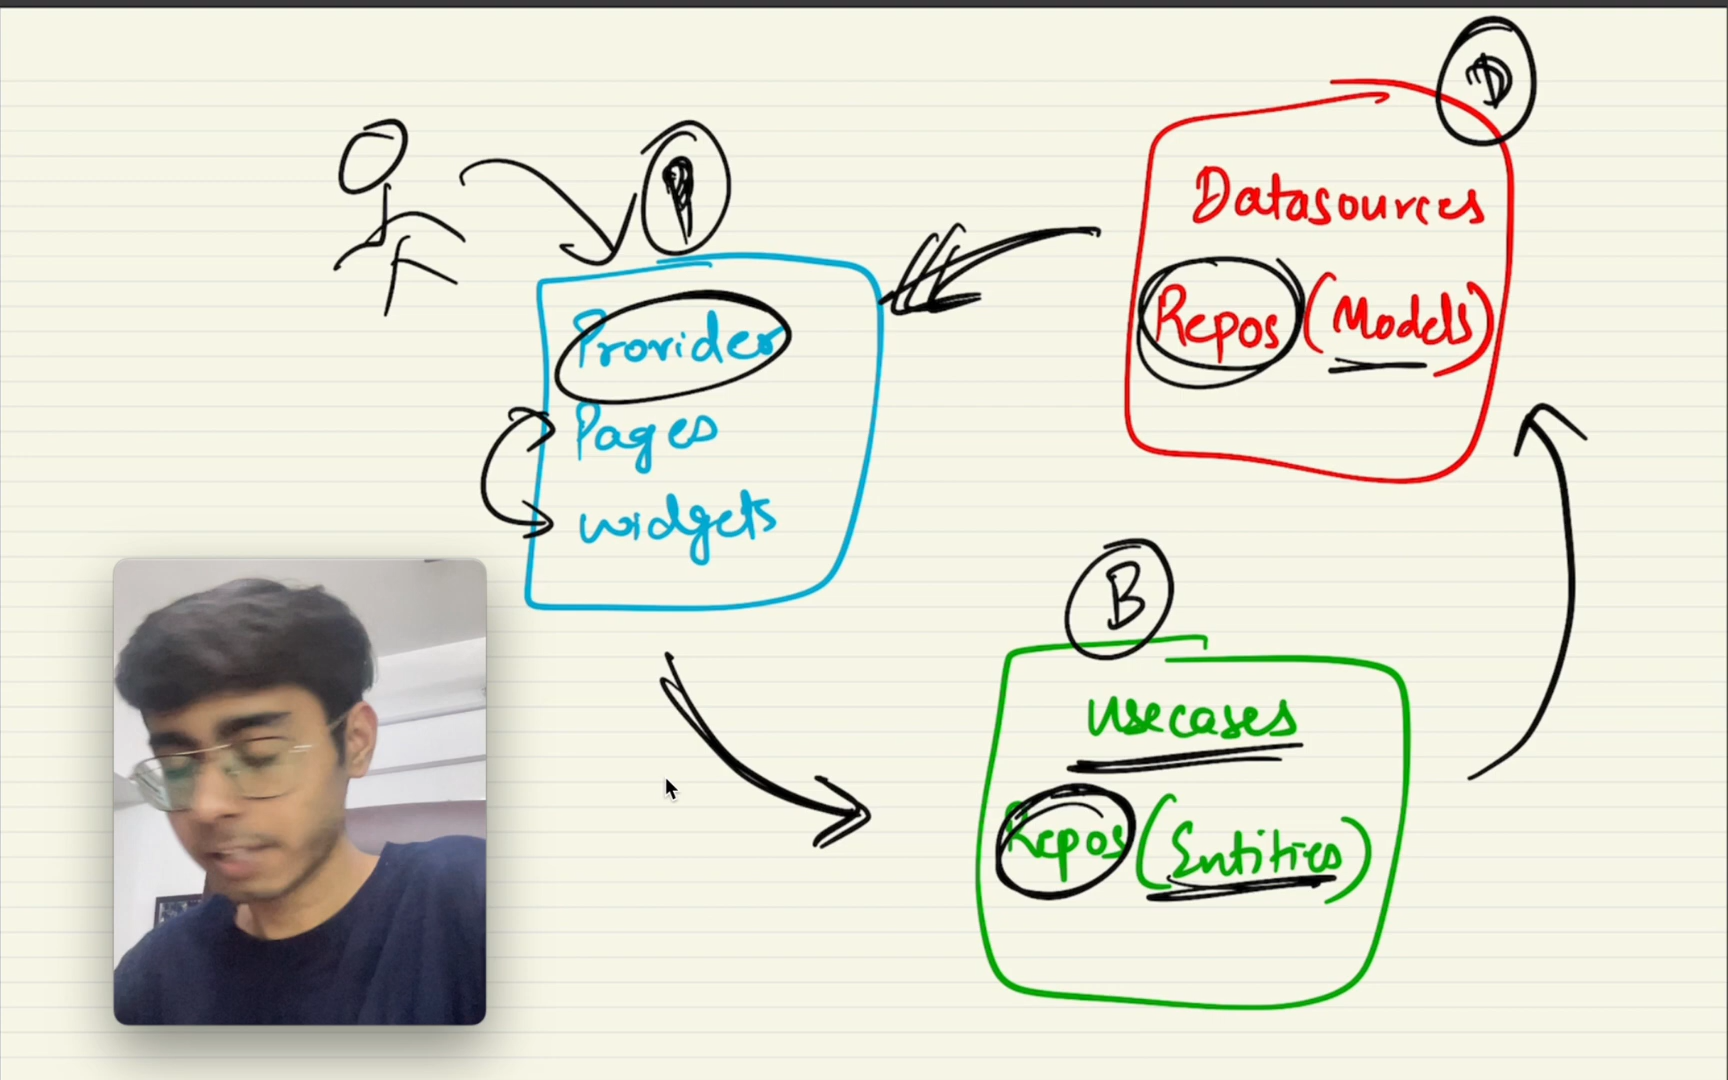 P
Provider
Pages
widgets
D
Datasources
Repos (Models)
B
usecases
Repos (Entities)